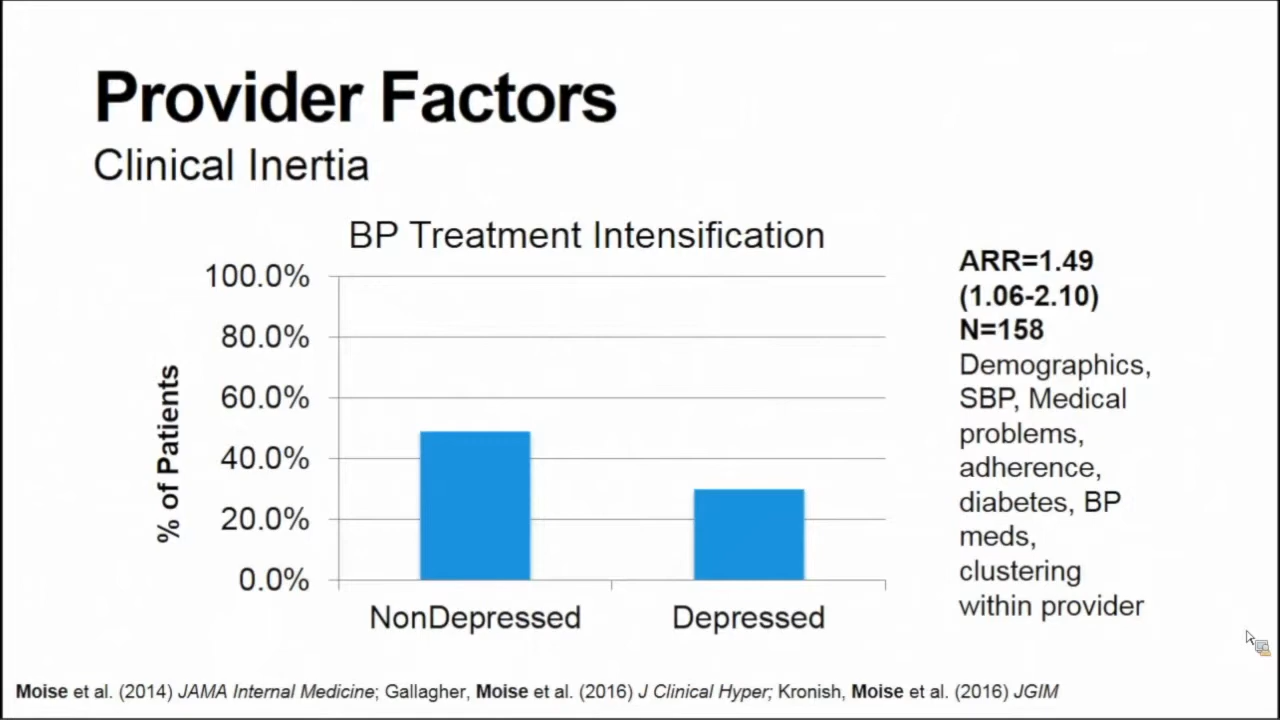 Provider Factors
Clinical Inertia
BP Treatment Intensification
100.0%
80.0%
60.0%
40.0%
20.0%
0.0%
% of Patients
NonDepressed
Depressed
ARR=1.49
(1.06-2.10)
N=158
Demographics,
SBP, Medical
problems,
adherence,
diabetes, BP
meds,
clustering
within provider
Moise et al. (2014) JAMA Internal Medicine; Gallagher, Moise et al. (2016) J Clinical Hyper; Kronish, Moise et al. (2016) JGIM